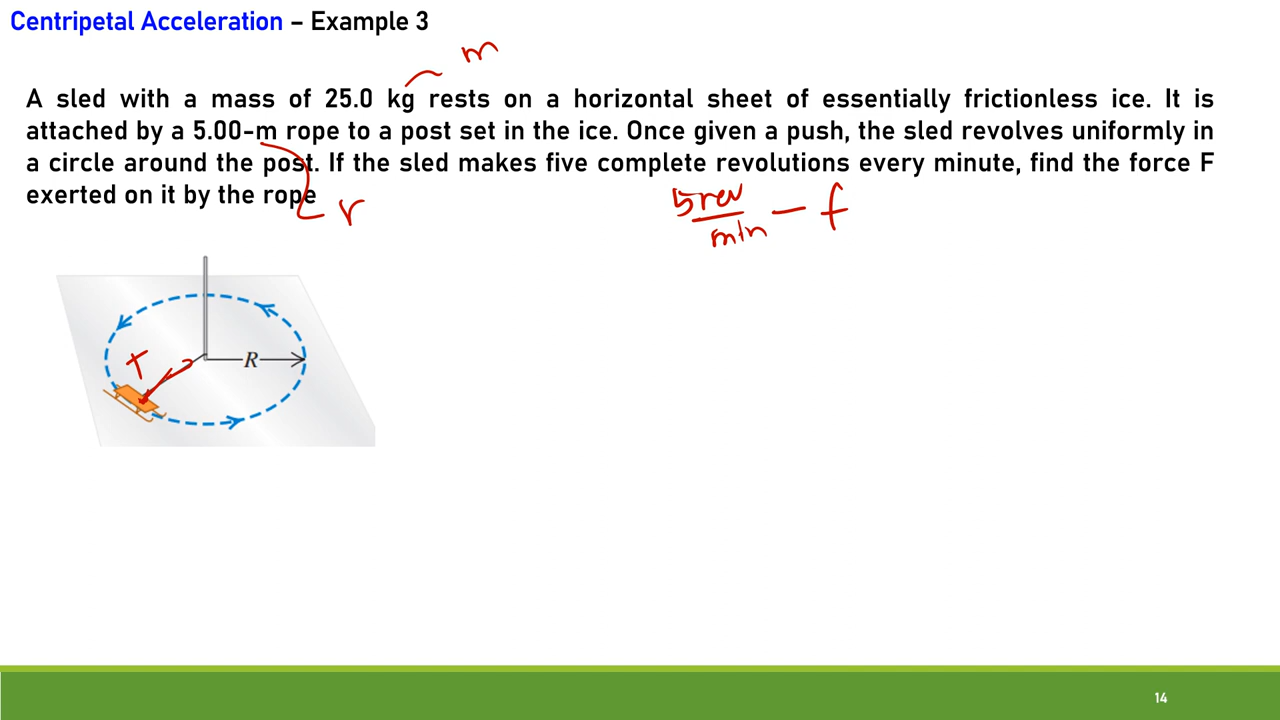 Centripetal Acceleration – Example 3
m
A sled with a mass of 25.0 kg rests on a horizontal sheet of essentially frictionless ice. It is
attached by a 5.00-m rope to a post set in the ice. Once given a push, the sled revolves uniformly in
a circle around the post. If the sled makes five complete revolutions every minute, find the force F
exerted on it by the rope
r
5 rev
min
— f
T
R
14